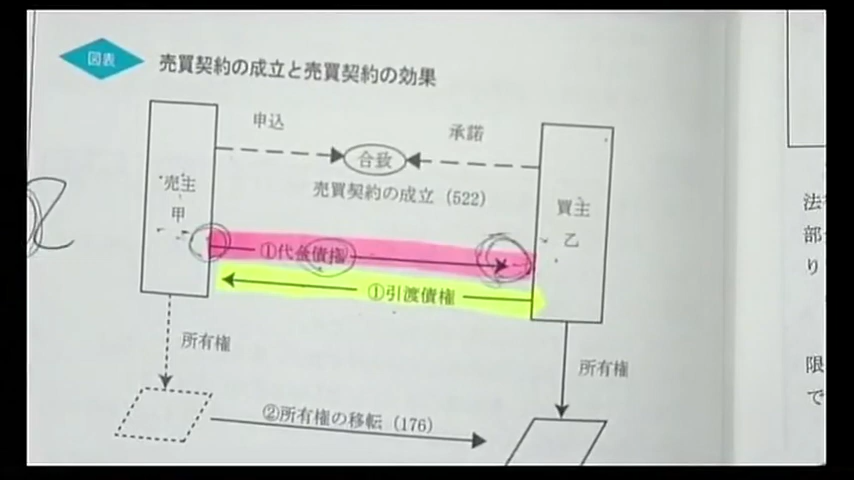 図表
売買契約の成立と売買契約の効果
申込
承諾
合致
売買契約の成立(522)
売主
甲
買主
乙
①代金債権
①引渡債権
所有権
所有権
②所有権の移転(176)
法
部
り
限
で